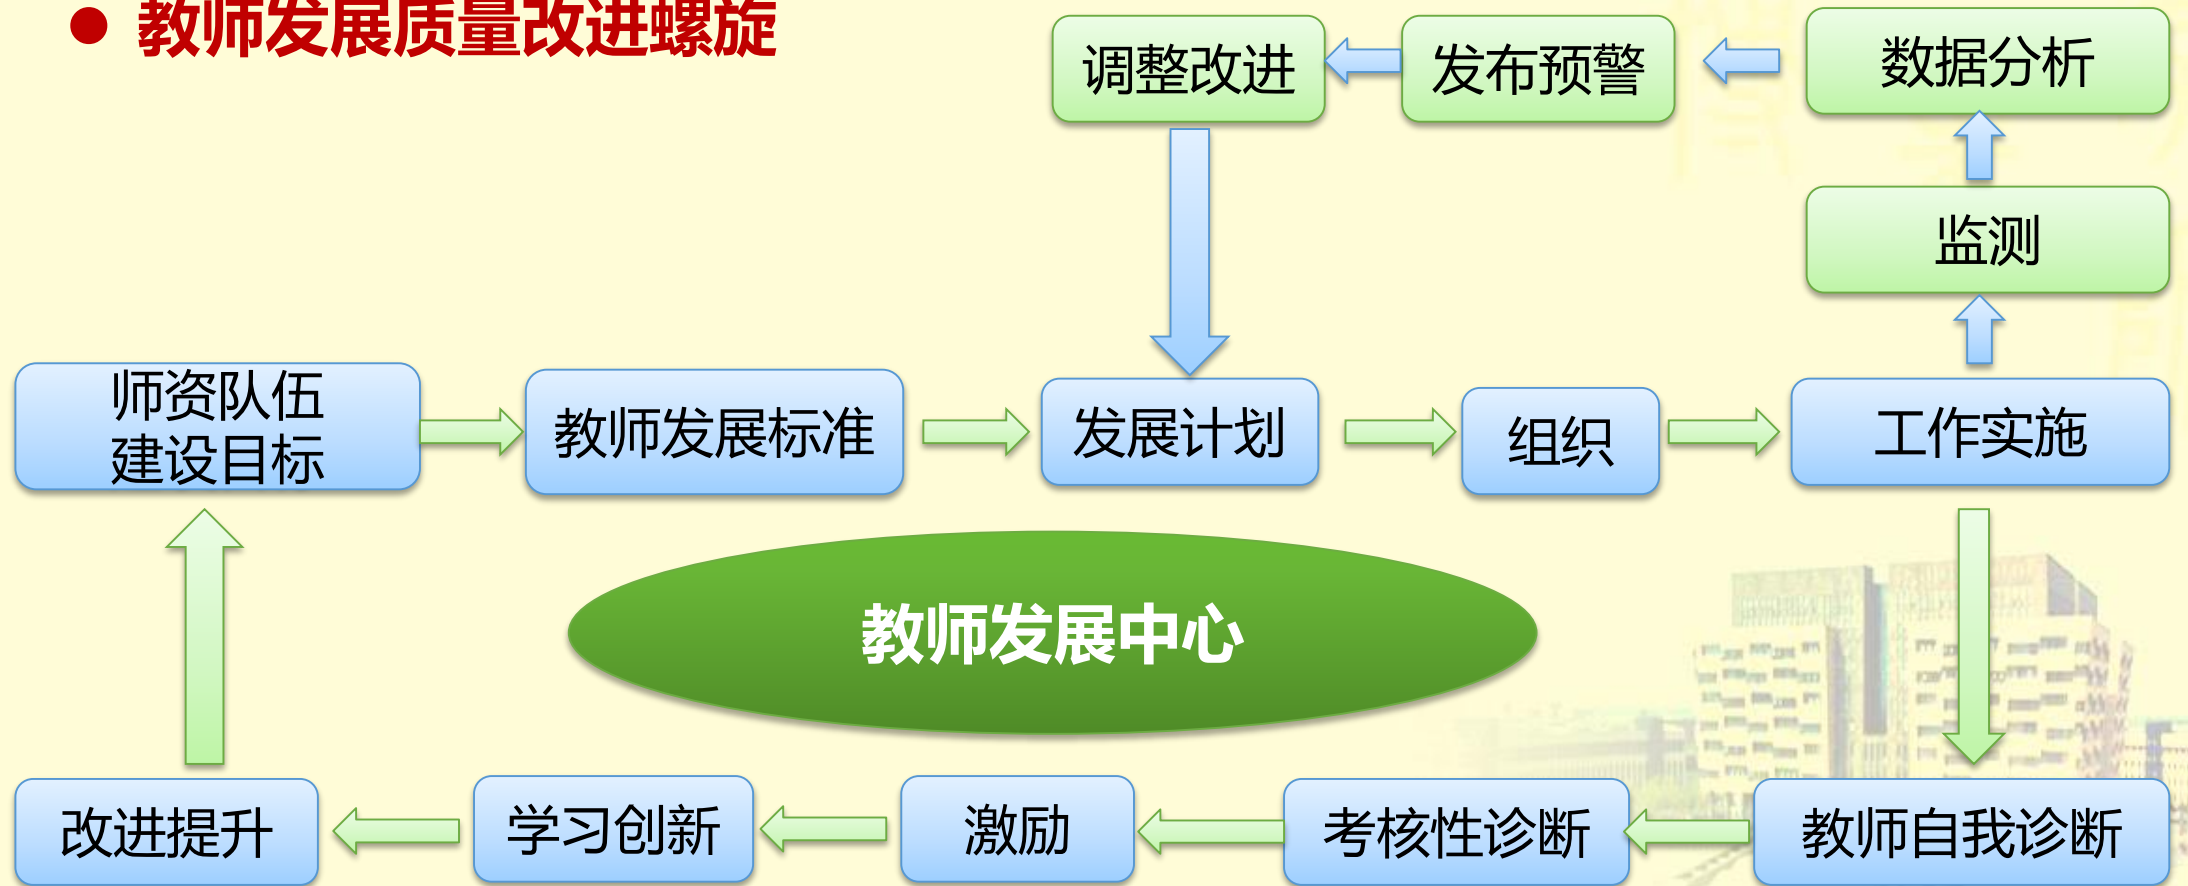 ● 教师发展质量改进螺旋
调整改进
发布预警
数据分析
监测
师资队伍
建设目标
教师发展标准
发展计划
组织
工作实施
教师发展中心
改进提升
学习创新
激励
考核性诊断
教师自我诊断